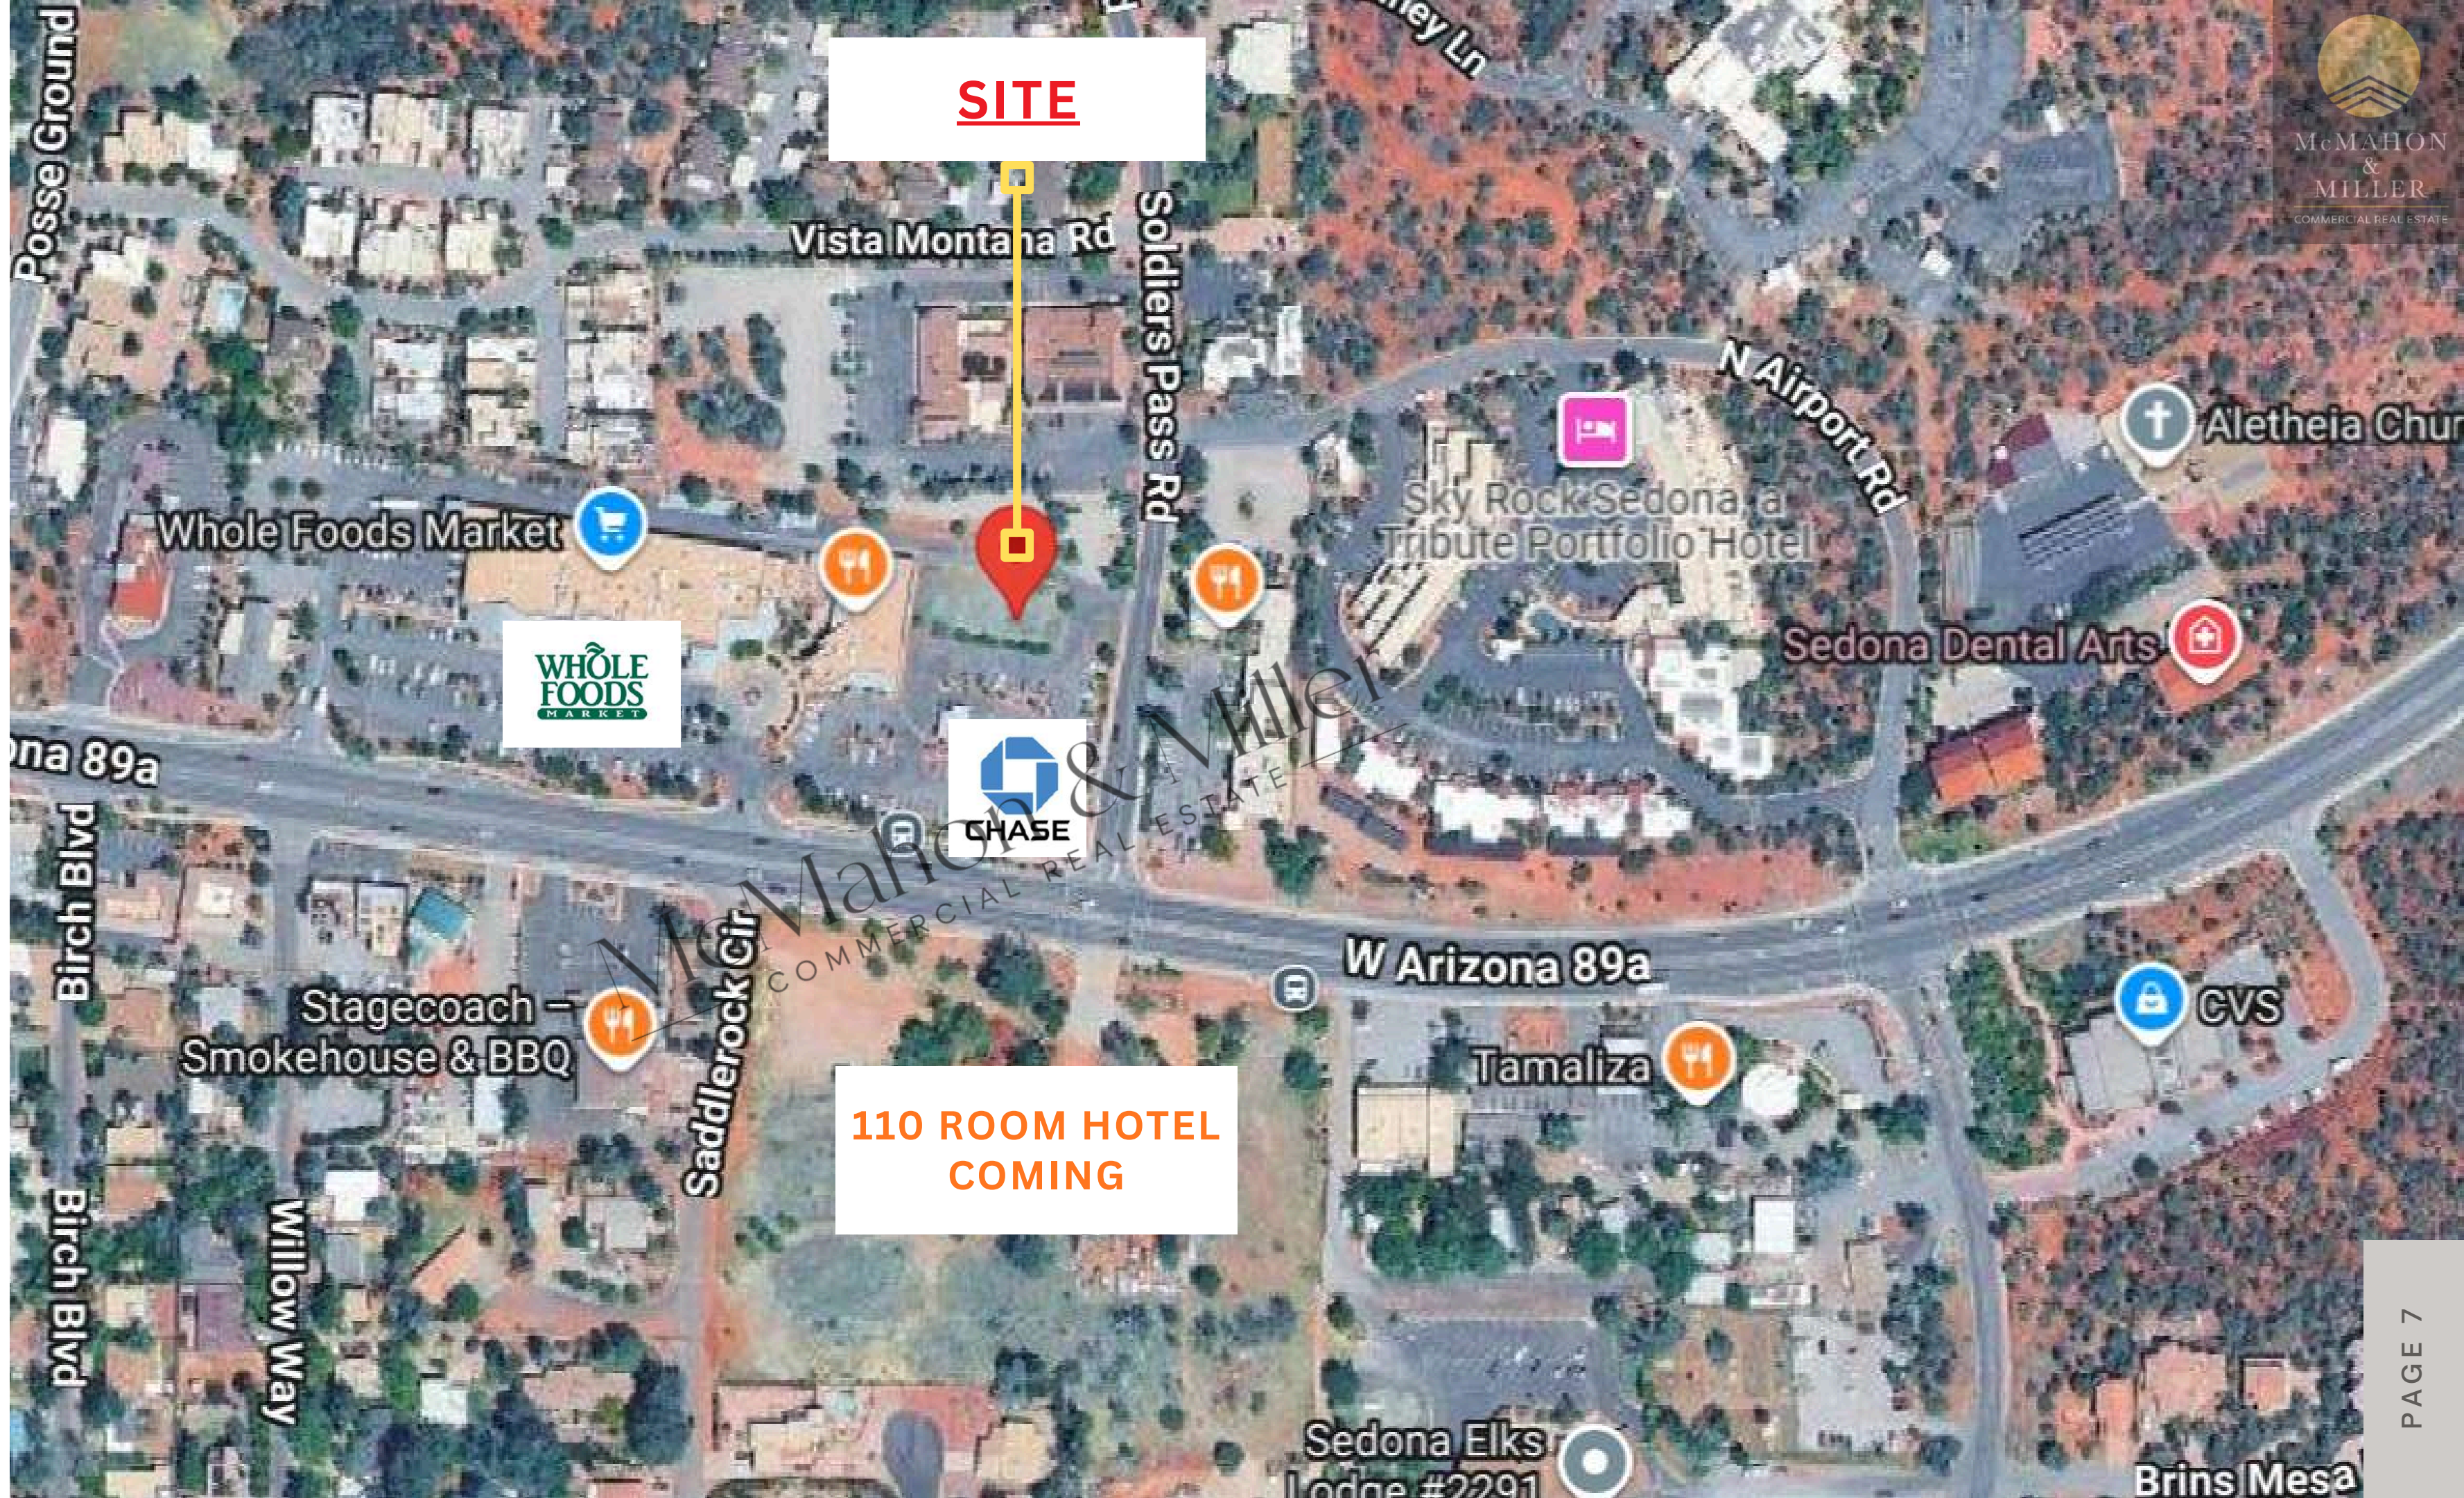 SITE
McMAHON
&
MILLER
COMMERCIAL REAL ESTATE
Posse Ground
Vista Montana Rd
Soldiers Pass Rd
N Airport Rd
Aletheia Chur
Whole Foods Market
Sky Rock Sedona, a
Tribute Portfolio Hotel
Sedona Dental Arts
WHOLE
FOODS
MARKET
ona 89a
CHASE
McMahon & Miller
COMMERCIAL REAL ESTATE
Birch Blvd
W Arizona 89a
Stagecoach –
Smokehouse & BBQ
Saddlerock Cir
CVS
Tamaliza
110 ROOM HOTEL
COMING
Birch Blvd
Willow Way
Sedona Elks
Lodge #2291
Brins Mesa
PAGE 7